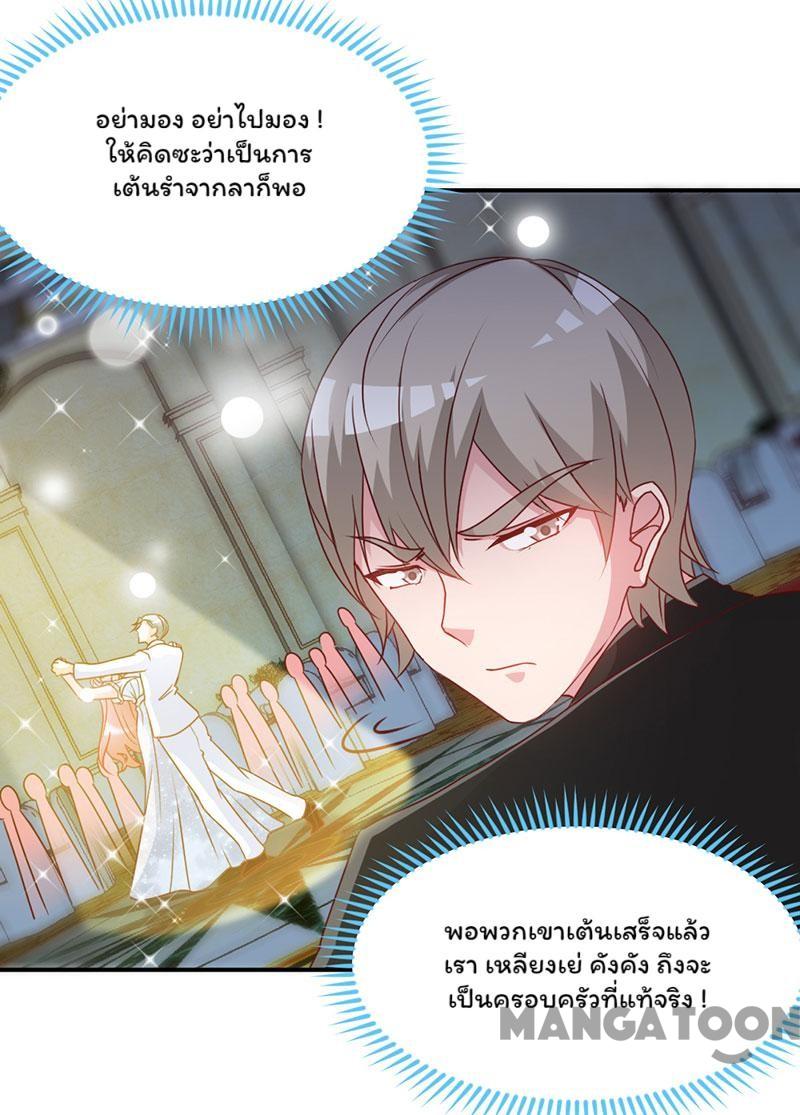 อย่ามอง อย่าไปมอง !
ให้คิดซะว่าเป็นการ
เต้นรำจากลาก็พอ
พอพวกเขาเต้นเสร็จแล้ว
เรา เหลียงเย่ คังคัง ถึงจะ
เป็นครอบครัวที่แท้จริง !
MANGATOON